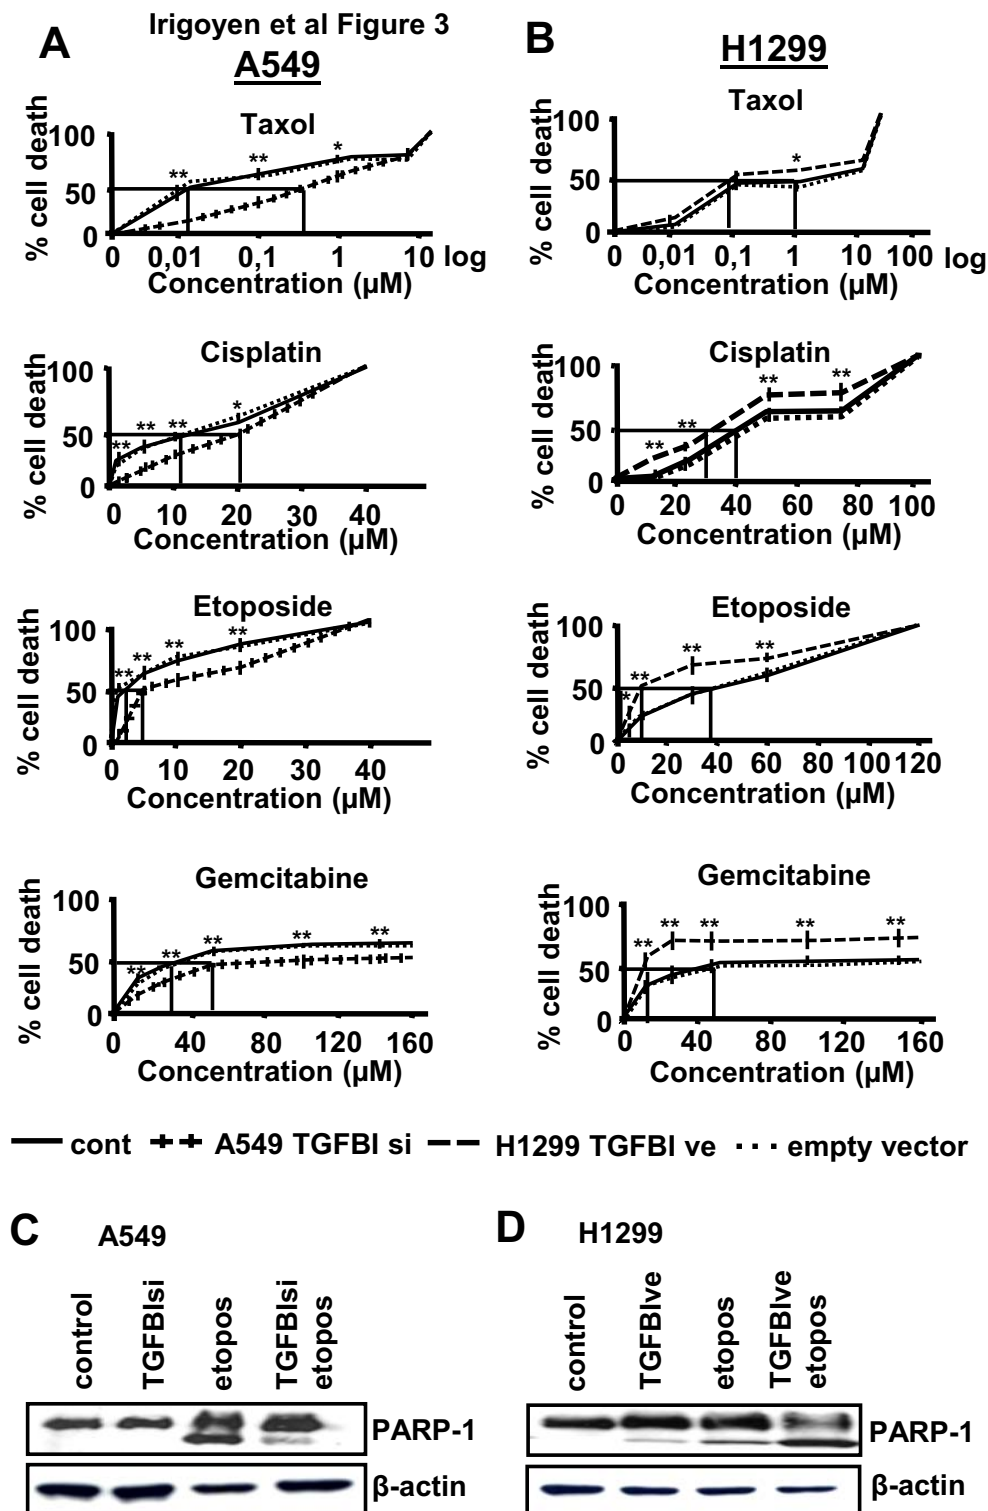 Irigoyen et al Figure 3
A
A549
Taxol
% cell death
100
50
0
** ** *
0 0,01 0,1 1 10 log
Concentration (µM)
Cisplatin
% cell death
100
50
0
** ** ** *
0 10 20 30 40
Concentration (µM)
Etoposide
% cell death
100
50
0
** ** ** **
0 10 20 30 40
Concentration (µM)
Gemcitabine
% cell death
100
50
0
** ** ** ** **
0 40 80 120 160
Concentration (µM)
B
H1299
Taxol
% cell death
100
50
0
*
0 0,01 0,1 1 10 100 log
Concentration (µM)
Cisplatin
% cell death
100
50
0
** ** ** **
0 20 40 60 80 100
Concentration (µM)
Etoposide
% cell death
100
50
0
* ** ** **
0 20 40 60 80 100 120
Concentration (µM)
Gemcitabine
% cell death
100
50
0
** ** ** ** **
0 40 80 120 160
Concentration (µM)
cont A549 TGFBI si H1299 TGFBI ve empty vector
C
A549
control
TGFBIsi
etopos
TGFBIsi
etopos
PARP-1
β-actin
D
H1299
control
TGFBIve
etopos
TGFBIve
etopos
PARP-1
β-actin